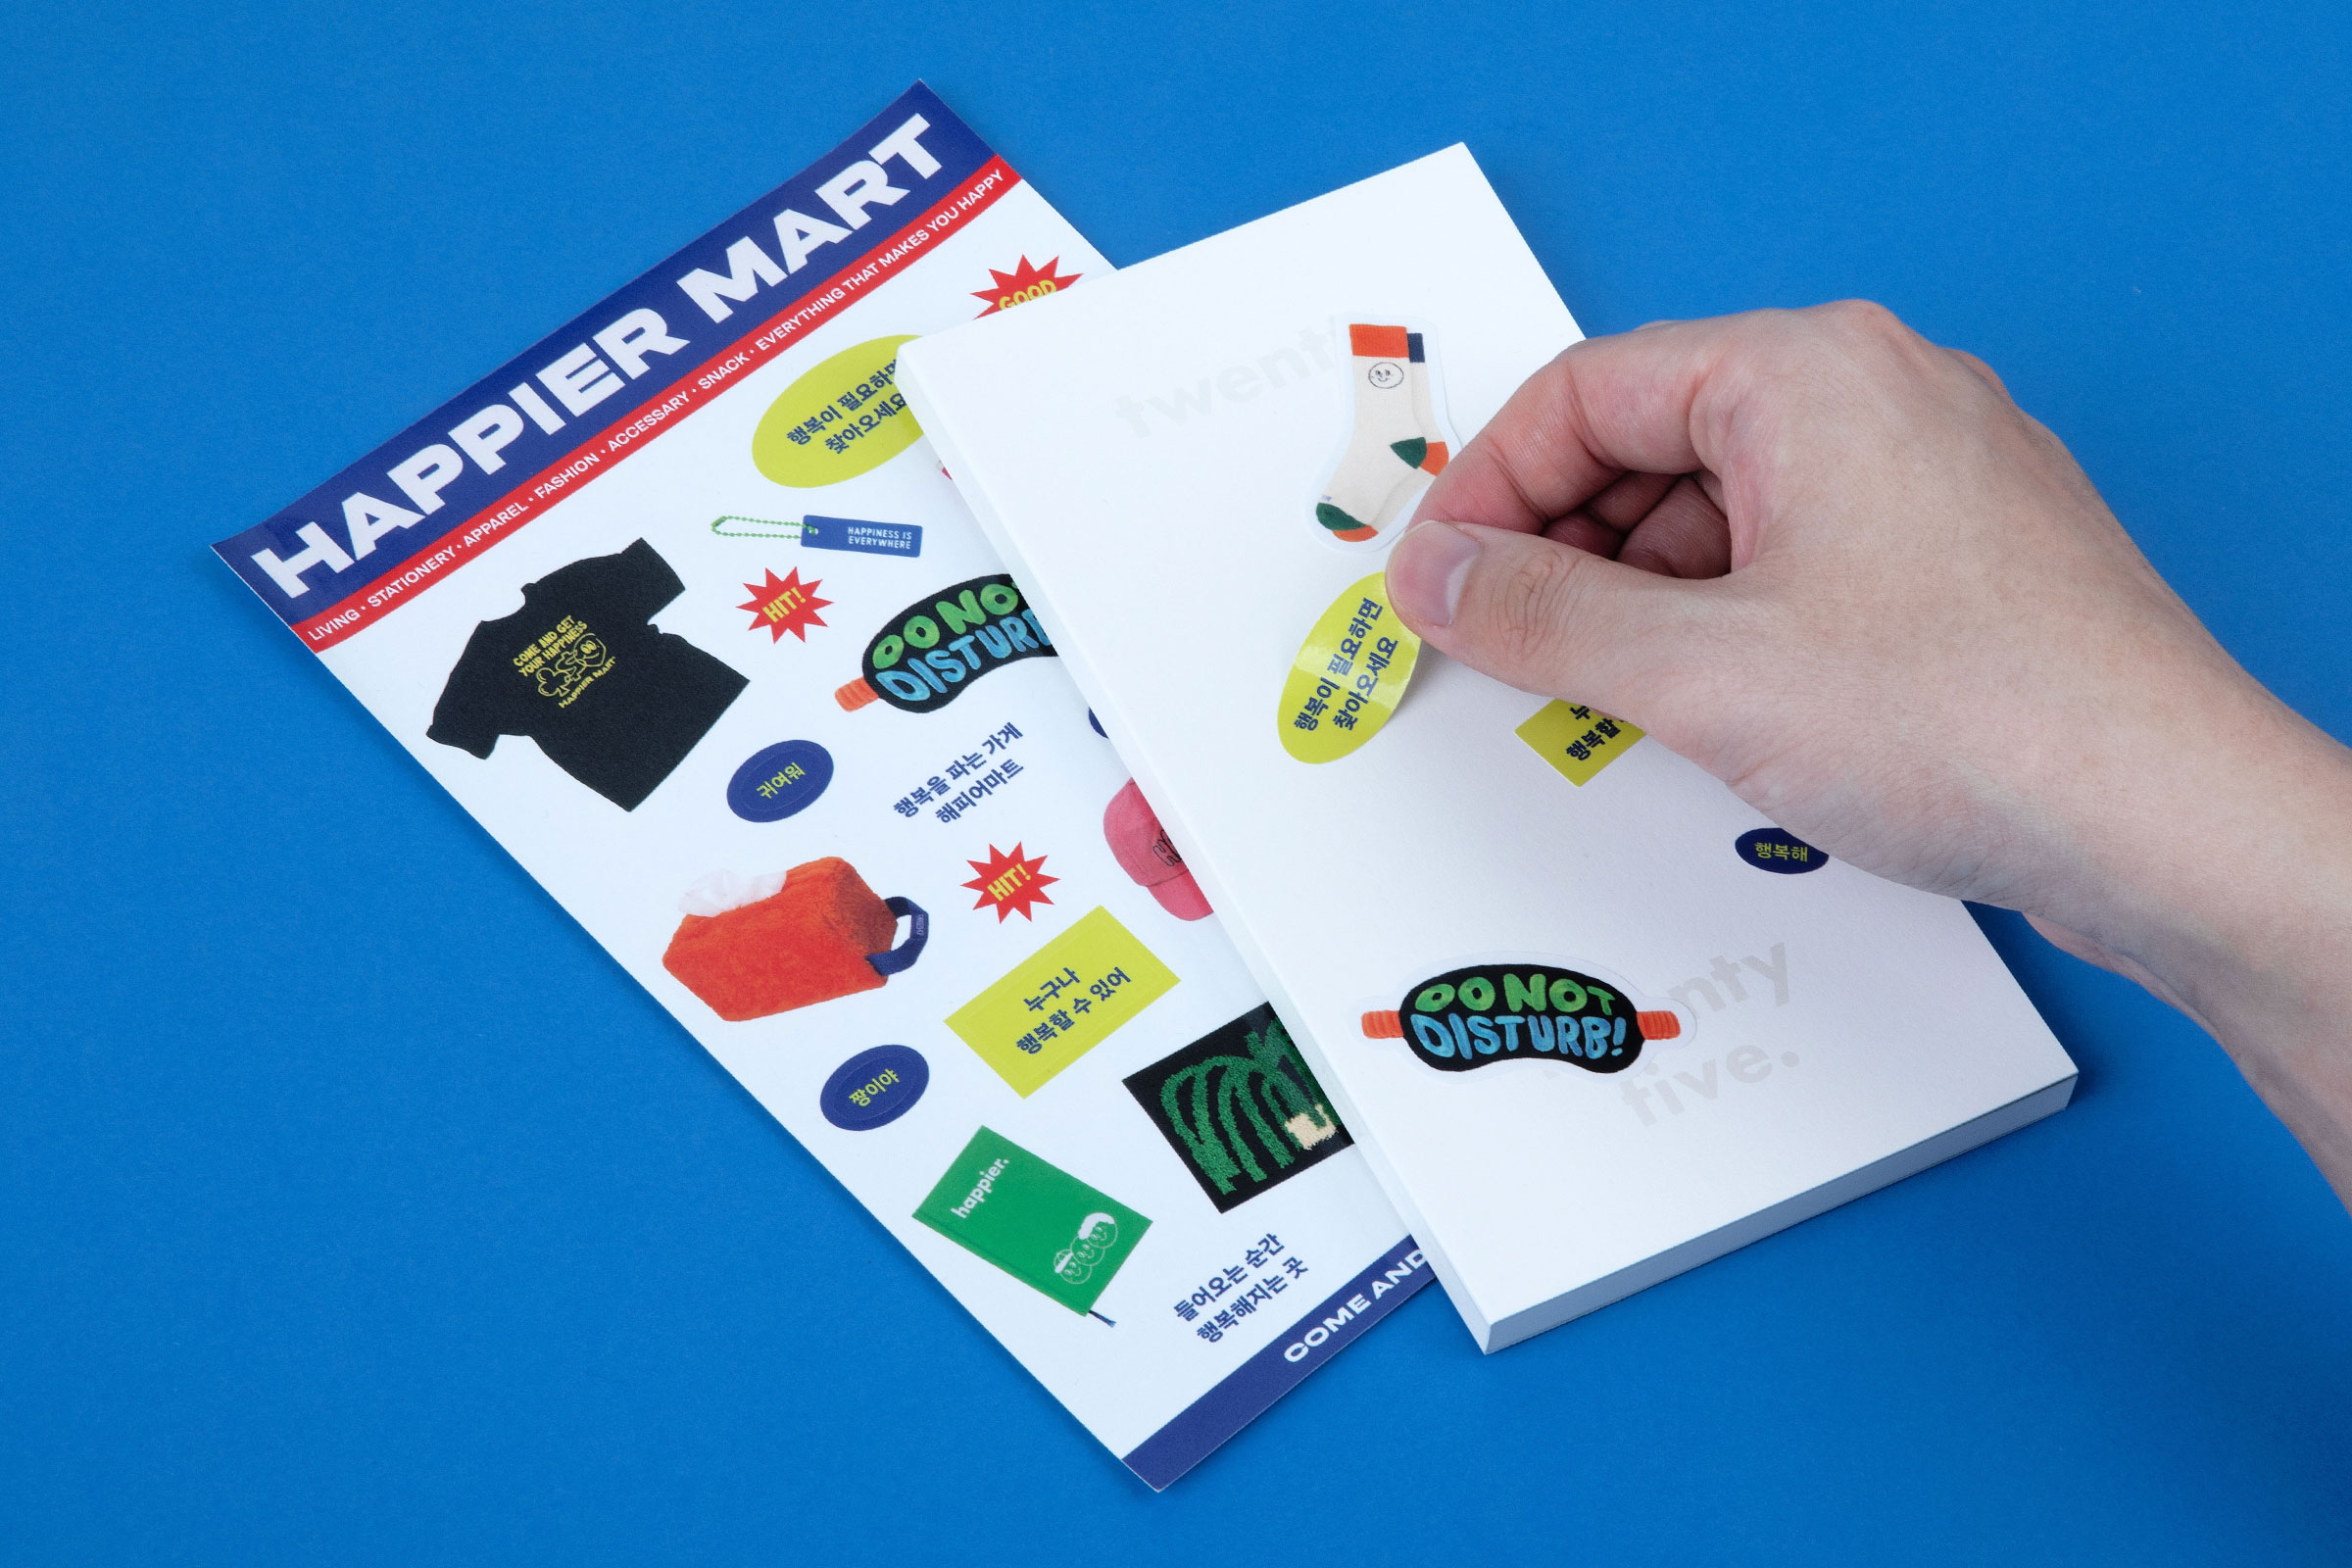 HAPPIER MART
LIVING • STATIONERY • APPAREL • FASHION • ACCESSARY • SNACK • EVERYTHING THAT MAKES YOU HAPPY
GOOD
행복이 필요하면
찾아오세요
HAPPINESS IS
EVERYWHERE
HIT!
COME AND GET
YOUR HAPPINESS
HAPPIER MART
DO NOT
DISTURB
귀여워
행복을 파는 가게
해피어마트
HIT!
누구나
행복할 수 있어
짱이야
happier.
들어오는 순간
행복해지는 곳
COME AND
twenty
행복이 필요하면
찾아오세요
누
행복할
행복해
DO NOT
DISTURB!
nty
five.